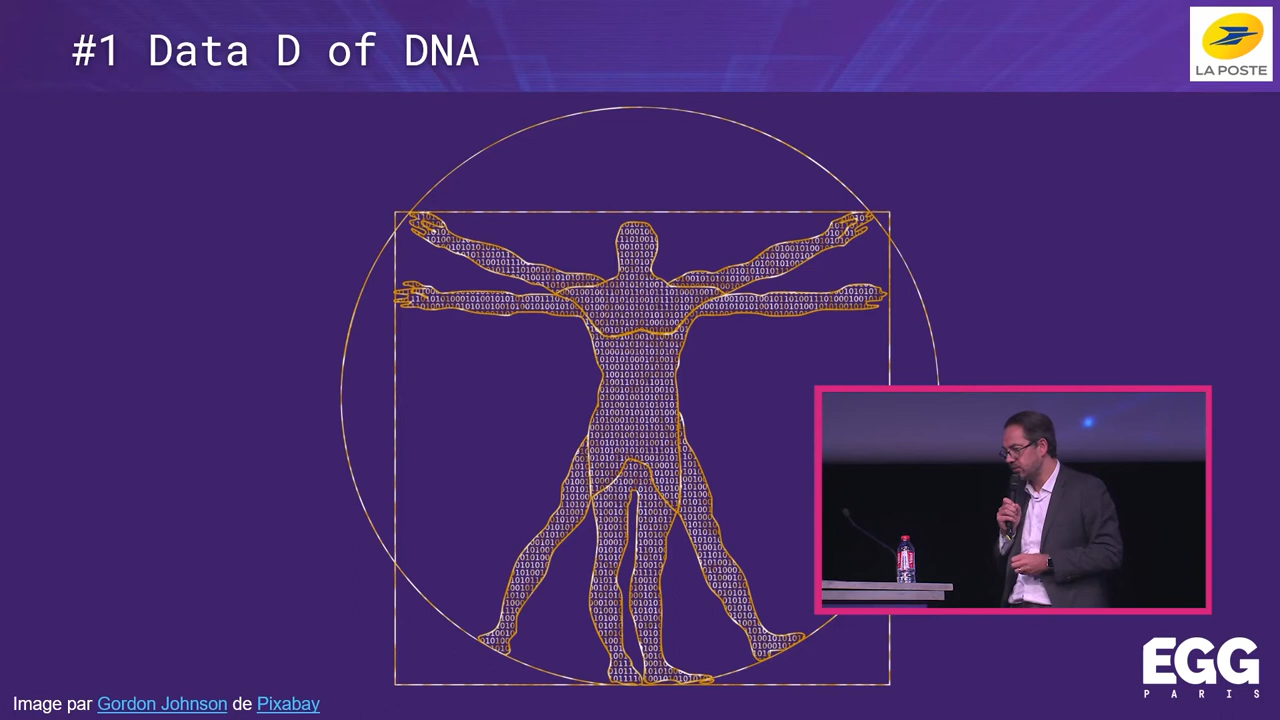 #1 Data D of DNA
LA POSTE
EGG
PARIS
Image par Gordon Johnson de Pixabay